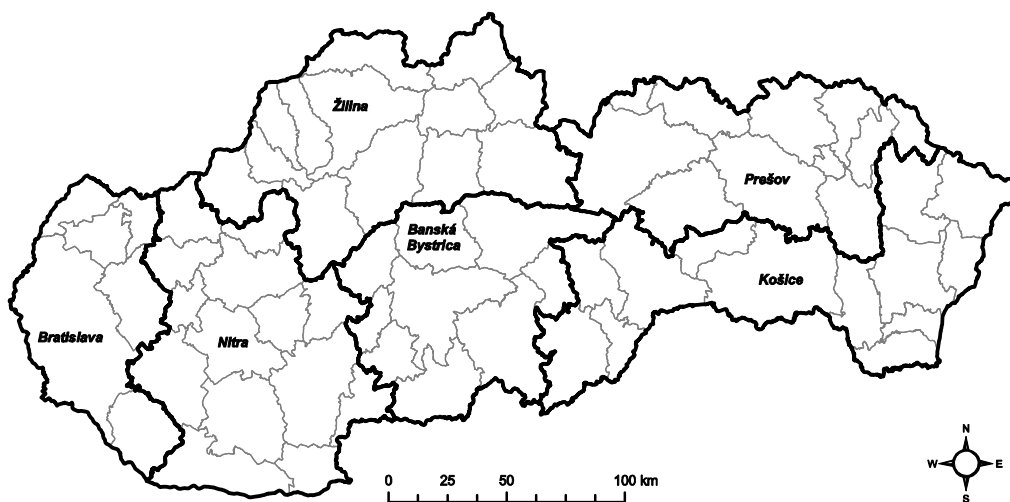 Žilina
Prešov
Banská
Bystrica
Košice
Bratislava
Nitra
N
W
E
S
0 25 50 100 km